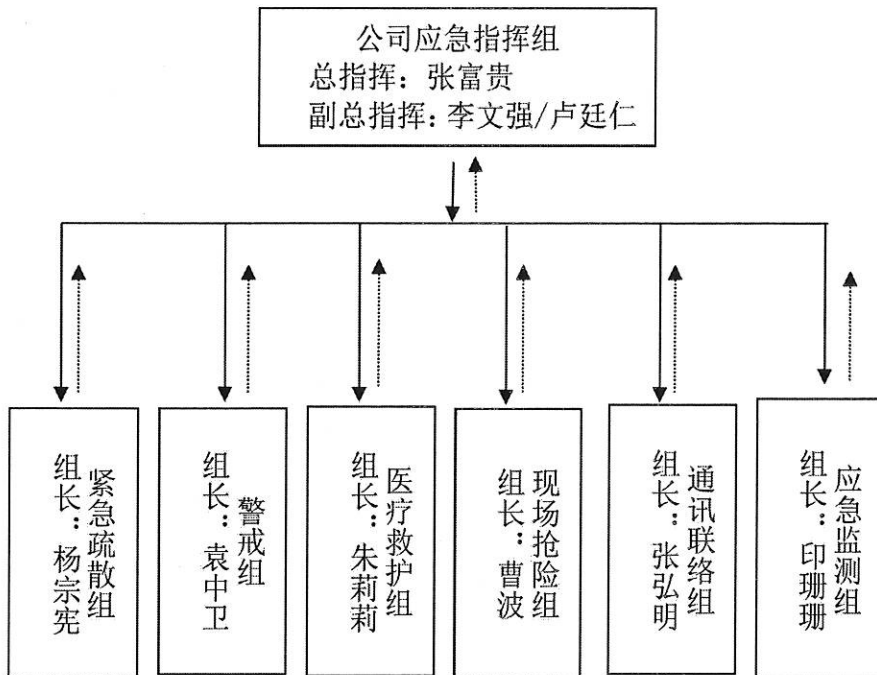 公司应急指挥组
总指挥：张富贵
副总指挥：李文强/卢廷仁
紧急疏散组
组长：杨宗宪
警戒组
组长：袁中卫
医疗救护组
组长：朱莉莉
现场抢险组
组长：曹波
通讯联络组
组长：张弘明
应急监测组
组长：印珊珊